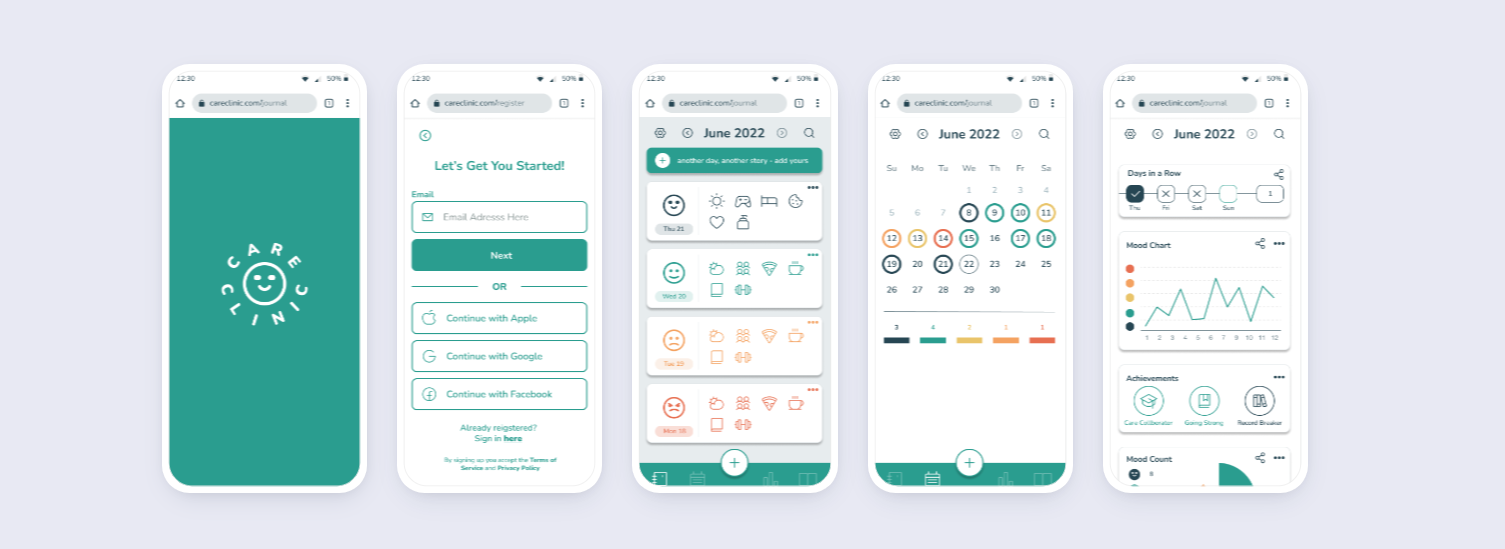 12:30
50%
careclinic.com/journal
1
CARE
CLINIC
12:30
50%
careclinic.com/register
1
Let's Get You Started!
Email
Email Adresss Here
Next
OR
Continue with Apple
Continue with Google
Continue with Facebook
Already reigstered?
Sign in here
By signing up you accept the Terms of
Service and Privacy Policy
12:30
50%
careclinic.com/journal
1
June 2022
another day, another story - add yours
Thu 21
Wed 20
Tue 19
Mon 18
12:30
50%
careclinic.com/journal
1
June 2022
Su Mo Tu We Th Fr Sa
1 2 3 4
5 6 7 8 9 10 11
12 13 14 15 16 17 18
19 20 21 22 23 24 25
26 27 28 29 30
3 4 2 1 1
12:30
50%
careclinic.com/journal
1
June 2022
Days in a Row
1
Thu Fri Sat Sun
Mood Chart
1 2 3 4 5 6 7 8 9 10 11 12
Achievements
Care Collberator Going Strong Record Breaker
Mood Count
8